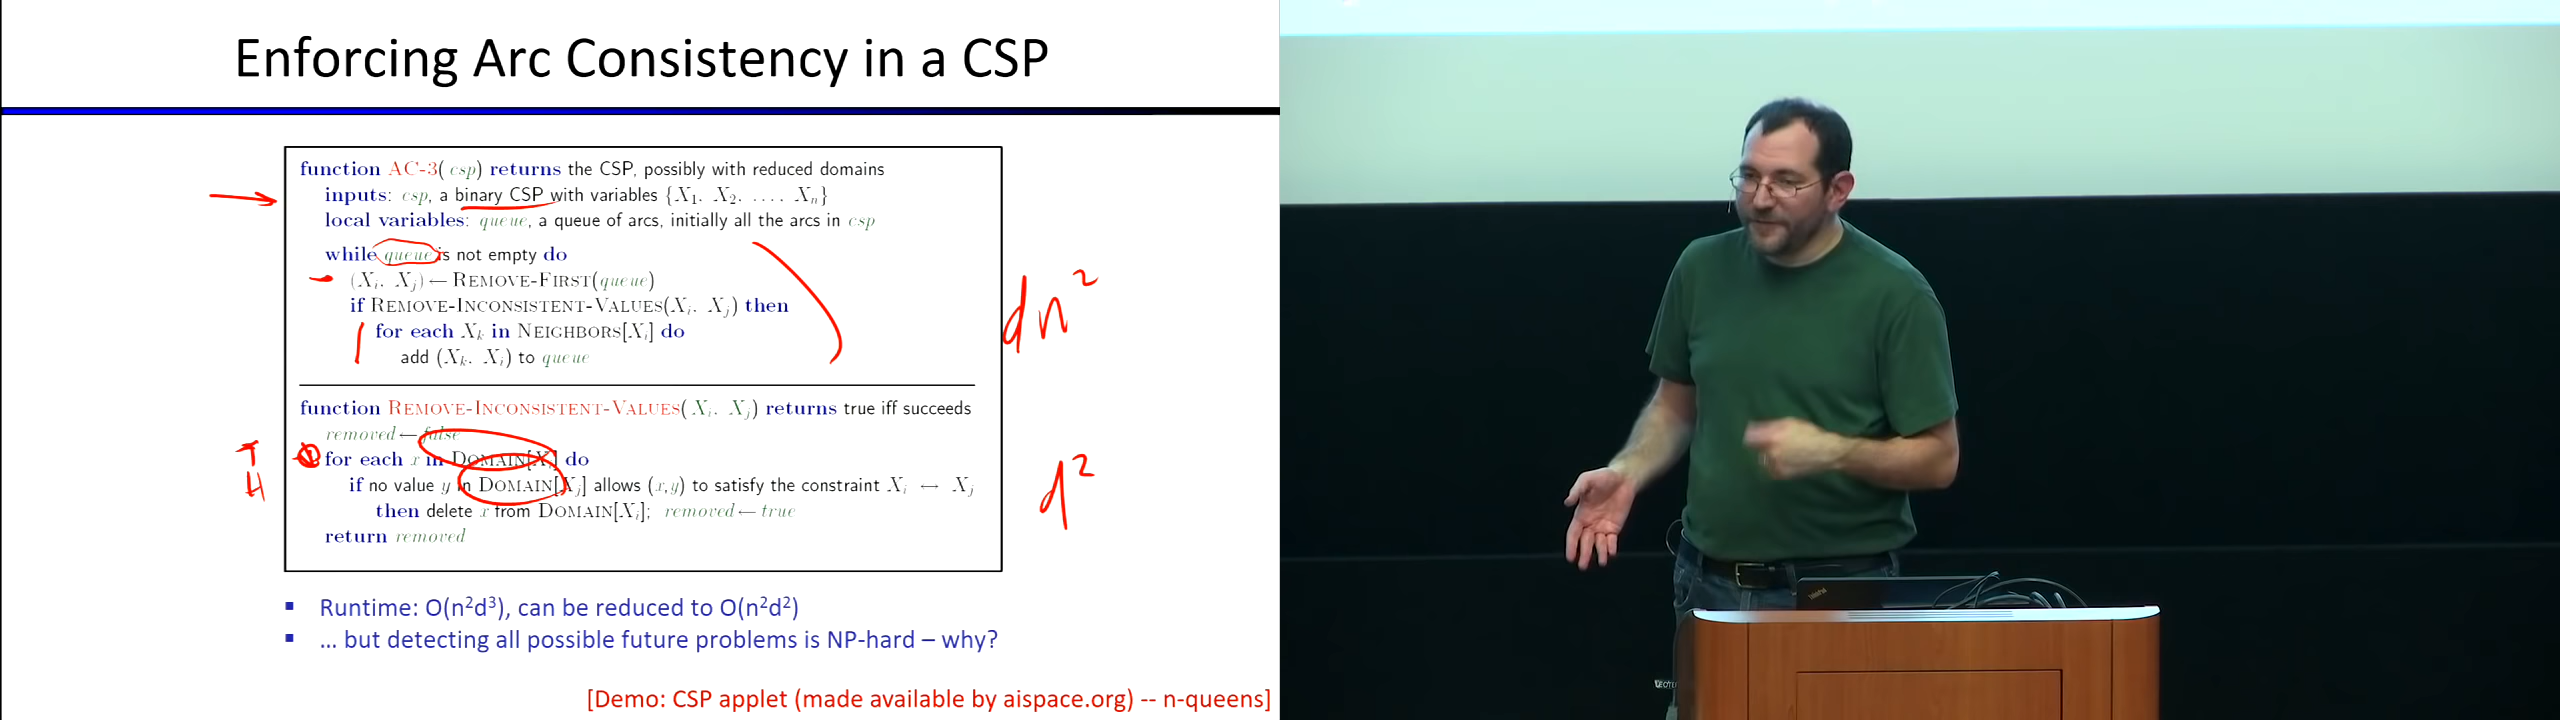 Enforcing Arc Consistency in a CSP
function AC-3( csp) returns the CSP, possibly with reduced domains
inputs: csp, a binary CSP with variables {X₁. X₂. .... Xₙ}
local variables: queue, a queue of arcs, initially all the arcs in csp
while queue is not empty do
(Xᵢ. Xⱼ) ← REMOVE-FIRST(queue)
if REMOVE-INCONSISTENT-VALUES(Xᵢ. Xⱼ) then
for each Xₖ in NEIGHBORS[Xᵢ] do
add (Xₖ. Xᵢ) to queue
dn²
function REMOVE-INCONSISTENT-VALUES( Xᵢ. Xⱼ) returns true iff succeeds
removed ← false
T
for each x in DOMAIN[Xᵢ] do
H
if no value y in DOMAIN[Xⱼ] allows (x,y) to satisfy the constraint Xᵢ ↔ Xⱼ
d²
then delete x from DOMAIN[Xᵢ]; removed ← true
return removed
▪ Runtime: O(n²d³), can be reduced to O(n²d²)
▪ … but detecting all possible future problems is NP-hard – why?
[Demo: CSP applet (made available by aispace.org) -- n-queens]